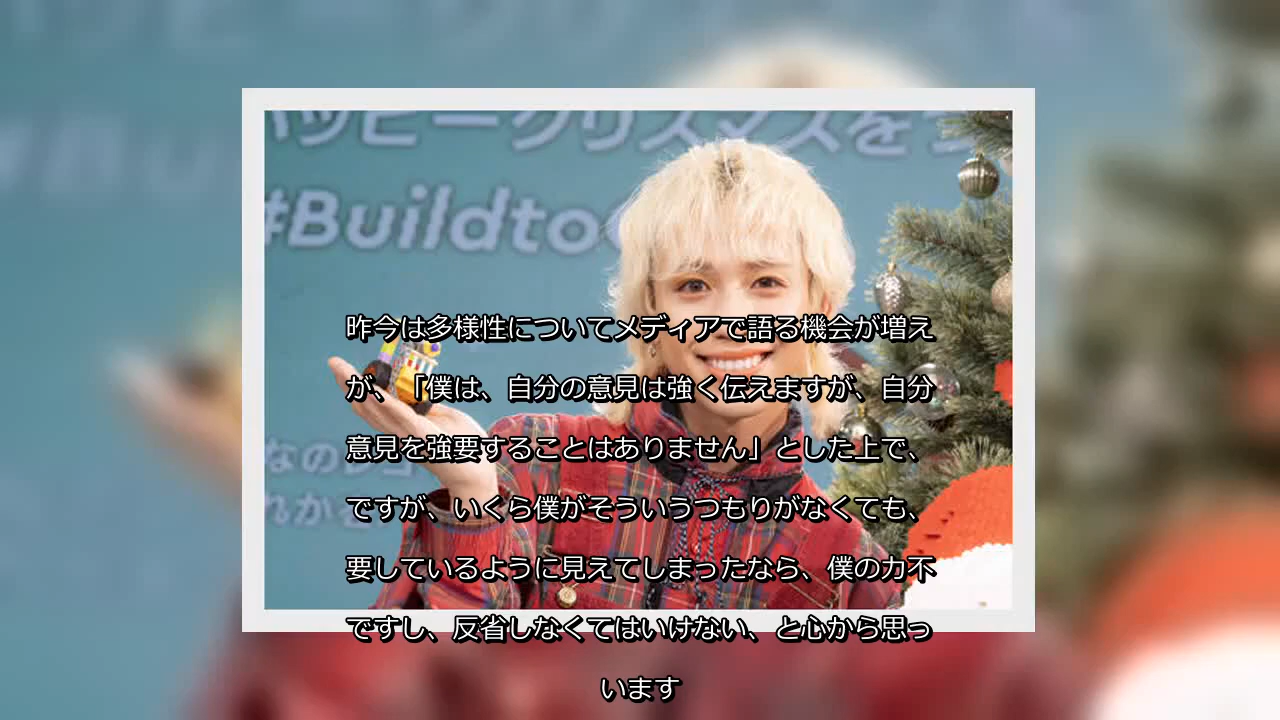 ハッピークリスマスをつ
#Buildto
昨今は多様性についてメディアで語る機会が増え
が、「僕は、自分の意見は強く伝えますが、自分
意見を強要することはありません」とした上で、
ですが、いくら僕がそういうつもりがなくても、
要しているように見えてしまったなら、僕の力不
ですし、反省しなくてはいけない、と心から思っ
います